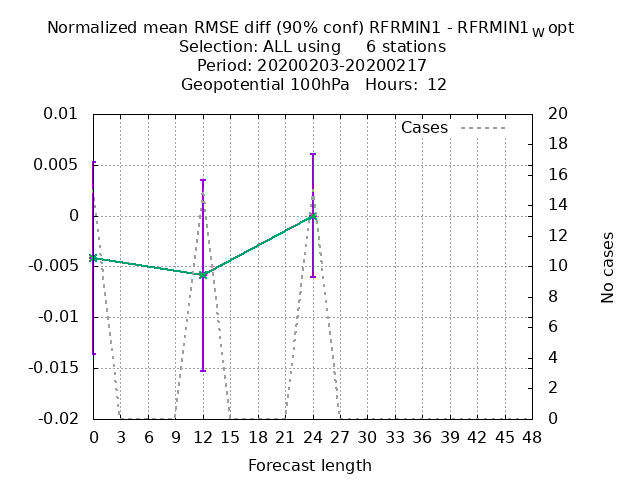 Normalized mean RMSE diff (90% conf) RFRMIN1 - RFRMIN1wopt
Selection: ALL using 6 stations
Period: 20200203-20200217
Geopotential 100hPa Hours: 12
Cases
0.01
0.005
0
-0.005
-0.01
-0.015
-0.02
20
18
16
14
12
10
8
6
4
2
0
No cases
0 3 6 9 12 15 18 21 24 27 30 33 36 39 42 45 48
Forecast length